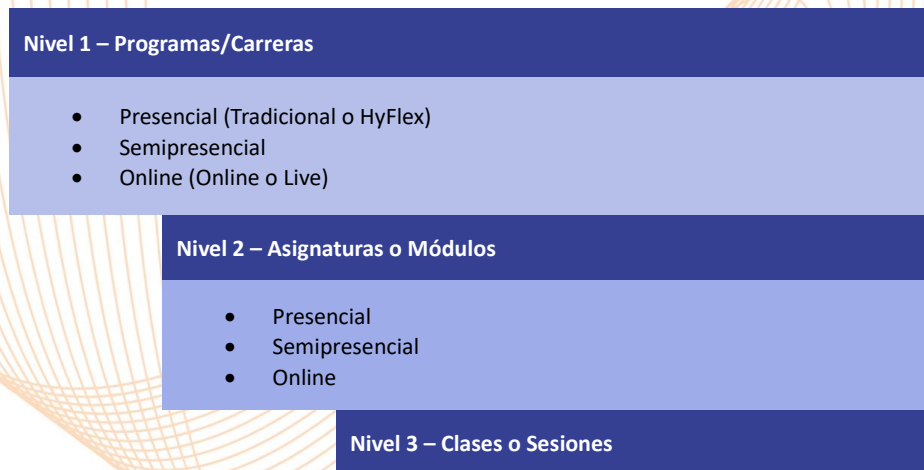 Nivel 1 – Programas/Carreras
• Presencial (Tradicional o HyFlex)
• Semipresencial
• Online (Online o Live)
Nivel 2 – Asignaturas o Módulos
• Presencial
• Semipresencial
• Online
Nivel 3 – Clases o Sesiones